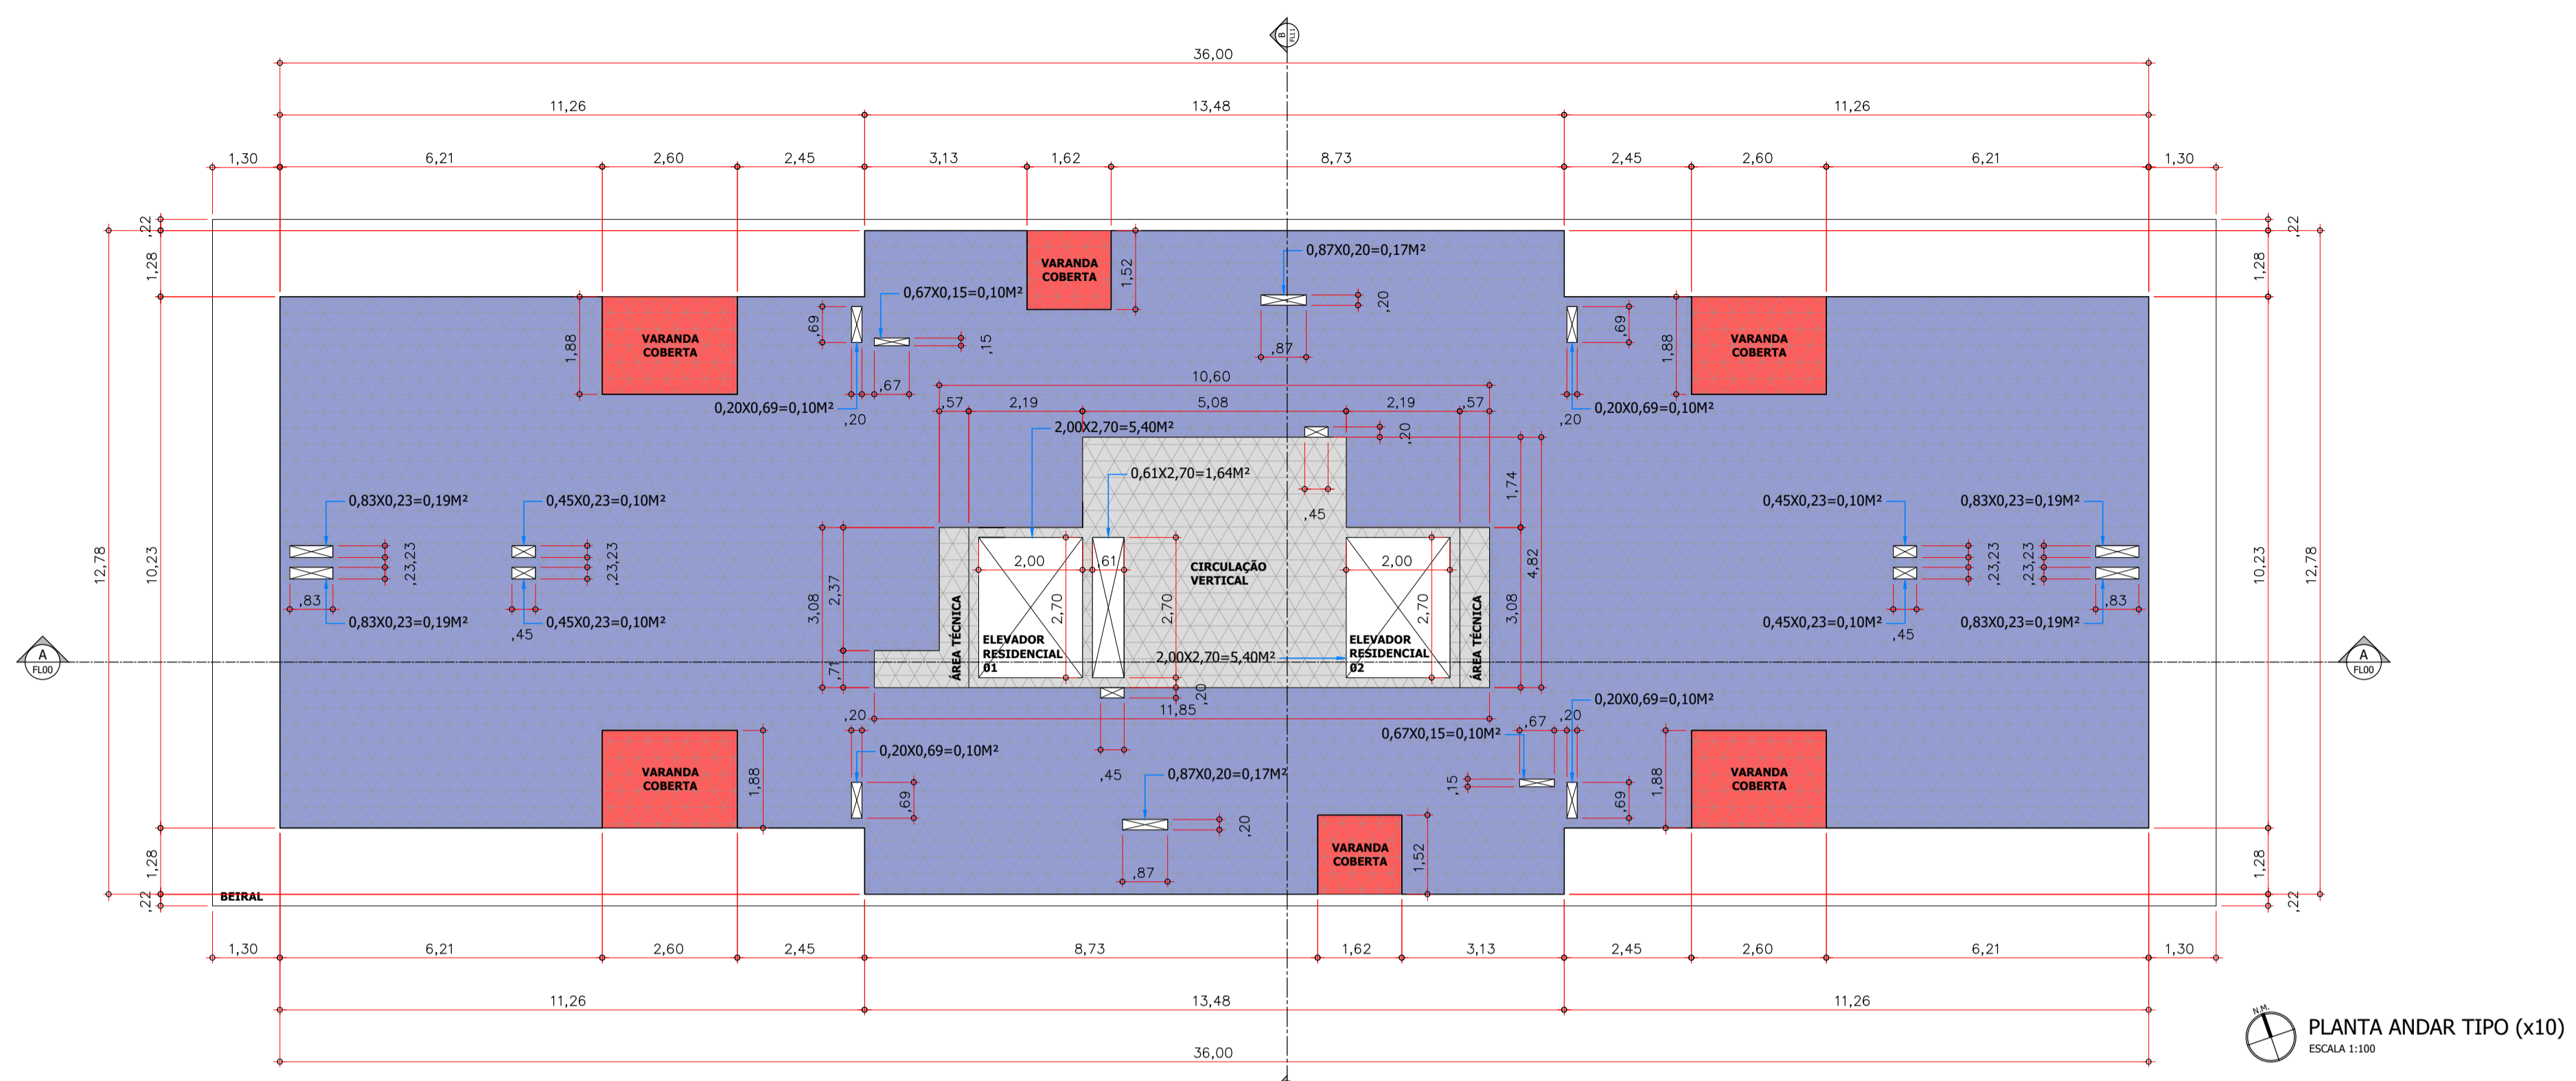 B
FL11
36,00
11,26
13,48
11,26
1,30
6,21
2,60
2,45
3,13
1,62
8,73
2,45
2,60
6,21
1,30
,22
,22
1,28
1,28
VARANDA
COBERTA
1,52
0,87X0,20=0,17M²
,20
,87
0,67X0,15=0,10M²
,15
,67
,69
,69
1,88
VARANDA
COBERTA
1,88
VARANDA
COBERTA
0,20X0,69=0,10M²
,20
0,20X0,69=0,10M²
,20
10,60
,57
2,19
5,08
2,19
,57
2,00X2,70=5,40M²
,20
0,61X2,70=1,64M²
,45
1,74
0,83X0,23=0,19M²
0,45X0,23=0,10M²
0,45X0,23=0,10M²
0,83X0,23=0,19M²
12,78
10,23
,23,23
,23,23
3,08
2,37
2,00
,61
2,70
2,70
CIRCULAÇÃO
VERTICAL
2,00
2,70
4,82
3,08
,23,23
,23,23
10,23
12,78
,83
,45
0,83X0,23=0,19M²
0,45X0,23=0,10M²
0,45X0,23=0,10M²
,45
0,83X0,23=0,19M²
,83
ÁREA TÉCNICA
ELEVADOR
RESIDENCIAL
01
ELEVADOR
RESIDENCIAL
02
ÁREA TÉCNICA
2,00X2,70=5,40M²
A
FL00
A
FL00
,71
,20
11,85
,20
,45
0,20X0,69=0,10M²
0,20X0,69=0,10M²
,67
,20
0,67X0,15=0,10M²
,15
VARANDA
COBERTA
1,88
,69
0,87X0,20=0,17M²
,20
,87
1,88
,69
VARANDA
COBERTA
VARANDA
COBERTA
1,52
1,28
1,28
,22
,22
BEIRAL
1,30
6,21
2,60
2,45
8,73
1,62
3,13
2,45
2,60
6,21
1,30
11,26
13,48
11,26
36,00
N.M.
PLANTA ANDAR TIPO (x10)
ESCALA 1:100